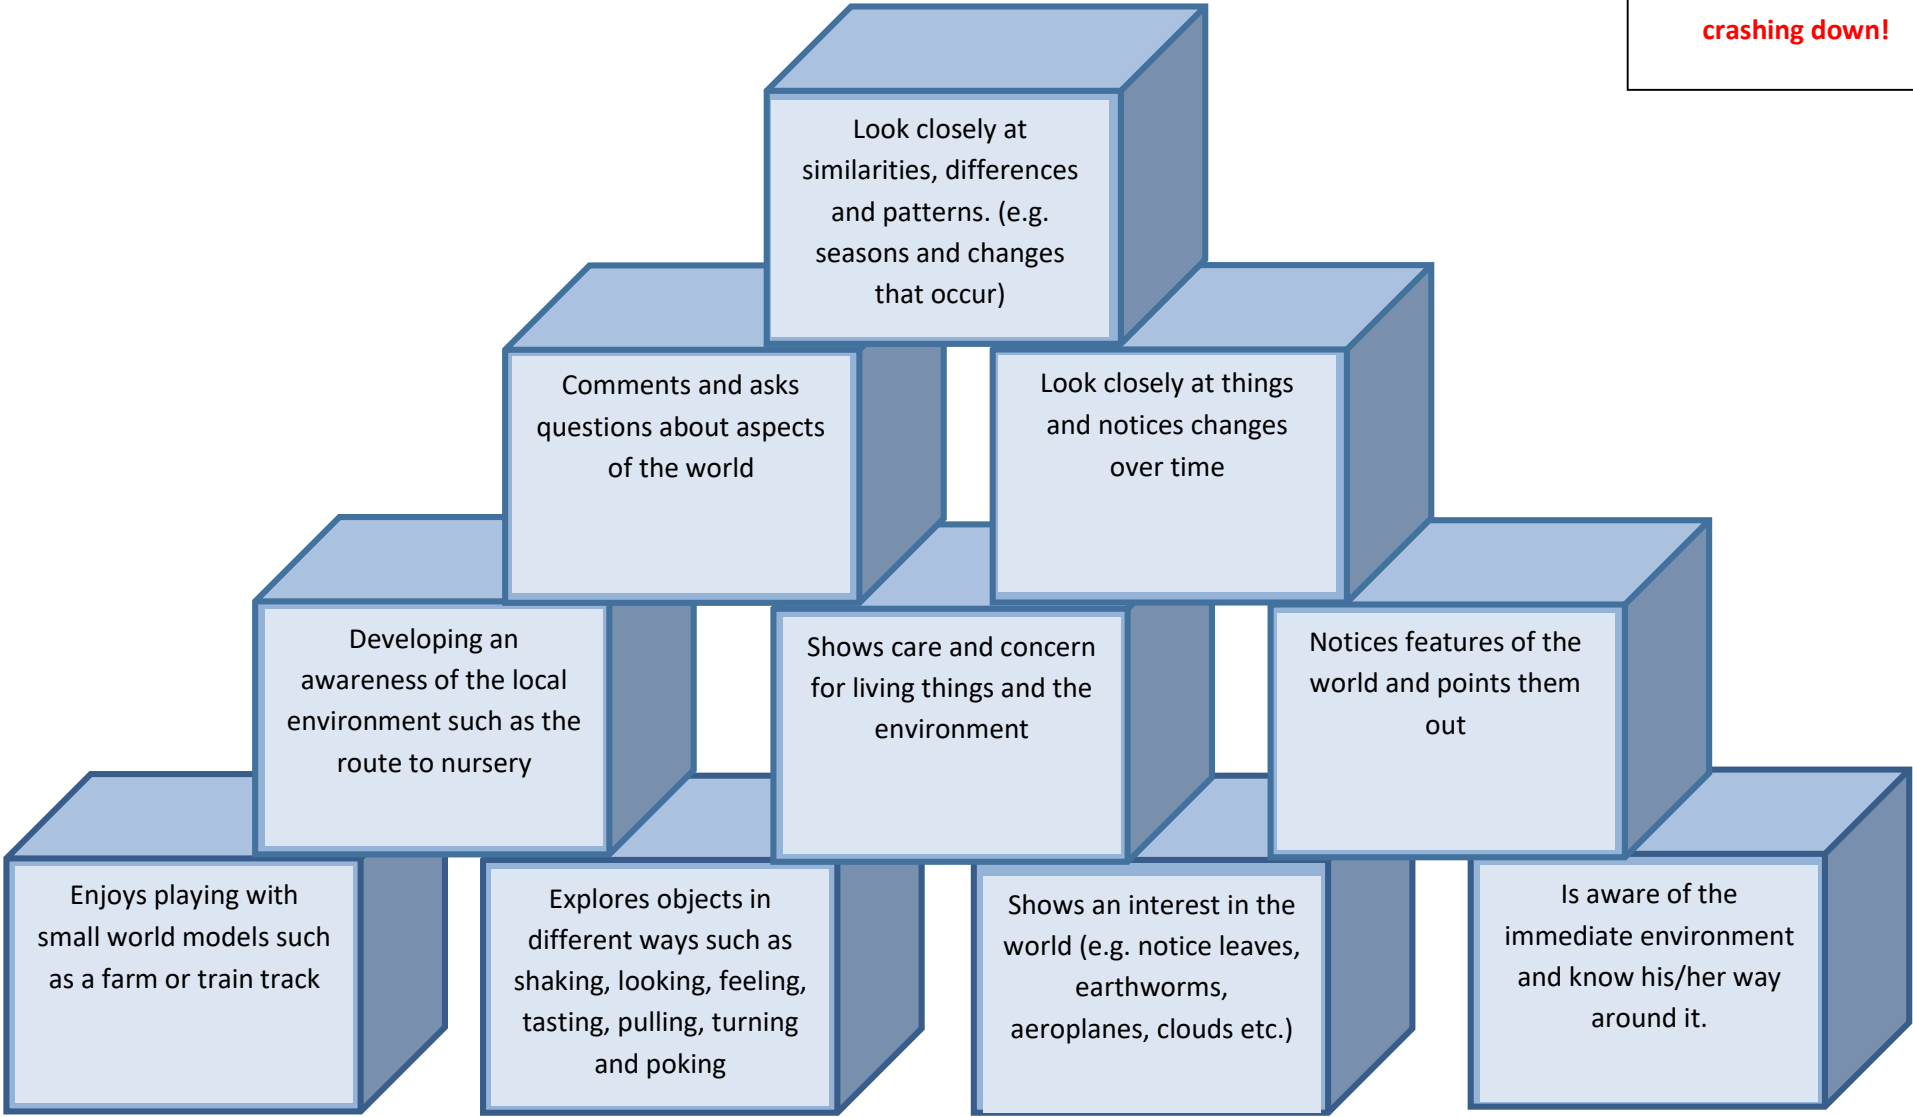 crashing down!
Look closely at
similarities, differences
and patterns. (e.g.
seasons and changes
that occur)
Comments and asks
questions about aspects
of the world
Look closely at things
and notices changes
over time
Developing an
awareness of the local
environment such as the
route to nursery
Shows care and concern
for living things and the
environment
Notices features of the
world and points them
out
Enjoys playing with
small world models such
as a farm or train track
Explores objects in
different ways such as
shaking, looking, feeling,
tasting, pulling, turning
and poking
Shows an interest in the
world (e.g. notice leaves,
earthworms,
aeroplanes, clouds etc.)
Is aware of the
immediate environment
and know his/her way
around it.